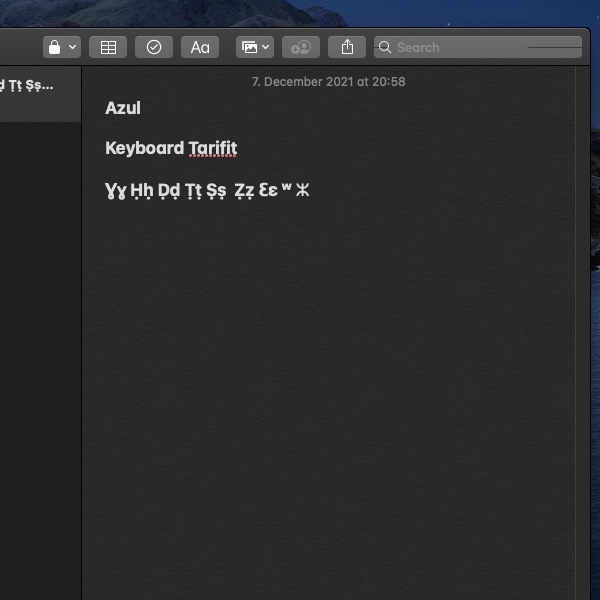 Aa
Search
ḍ Ṭṭ Ṣṣ...
7. December 2021 at 20:58
Azul
Keyboard Tarifit
Ɣɣ Ḥḥ Ḍḍ Ṭṭ Ṣṣ Ẓẓ Ɛɛ ʷ ⵣ